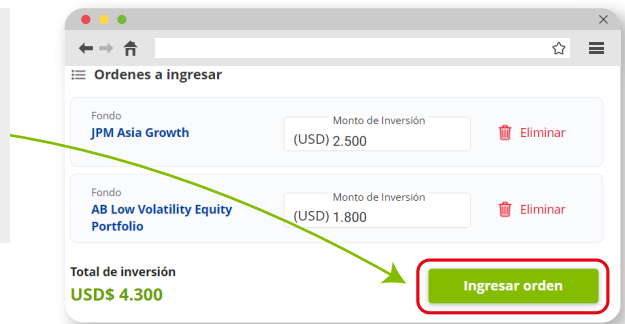 Ordenes a ingresar
Fondo
JPM Asia Growth
Monto de Inversión
(USD) 2.500
Eliminar
Fondo
AB Low Volatility Equity
Portfolio
Monto de Inversión
(USD) 1.800
Eliminar
Total de inversión
USD$ 4.300
Ingresar orden